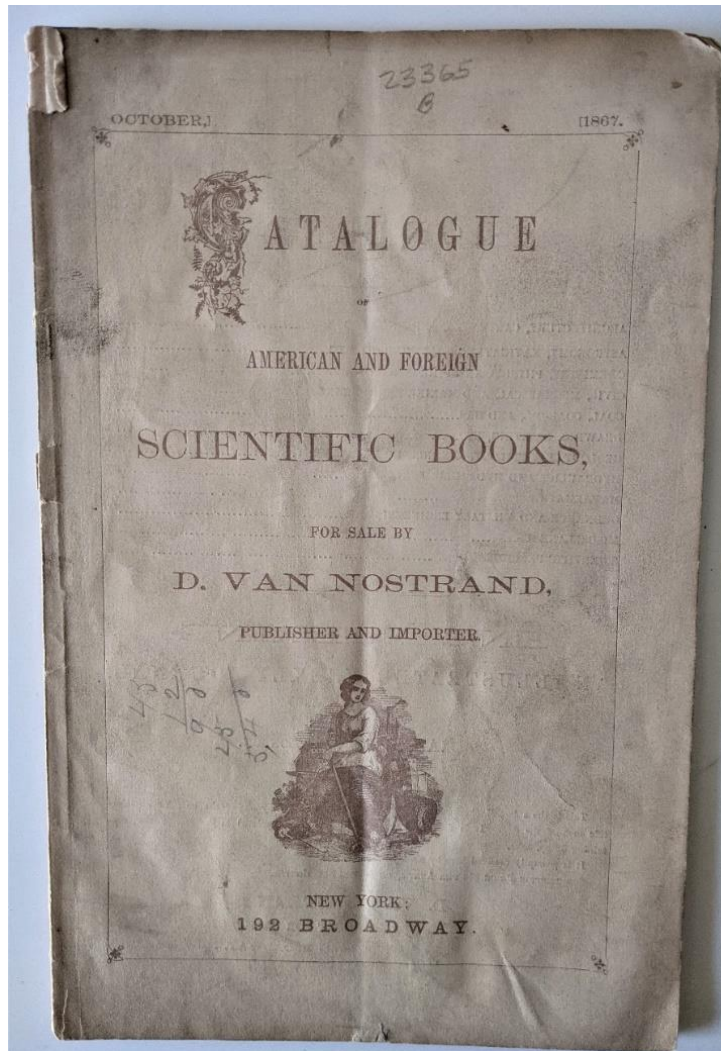 23365
B
OCTOBER,] [1867.
CATALOGUE
OF
AMERICAN AND FOREIGN
SCIENTIFIC BOOKS,
FOR SALE BY
D. VAN NOSTRAND,
PUBLISHER AND IMPORTER.
NEW YORK:
192 BROADWAY.